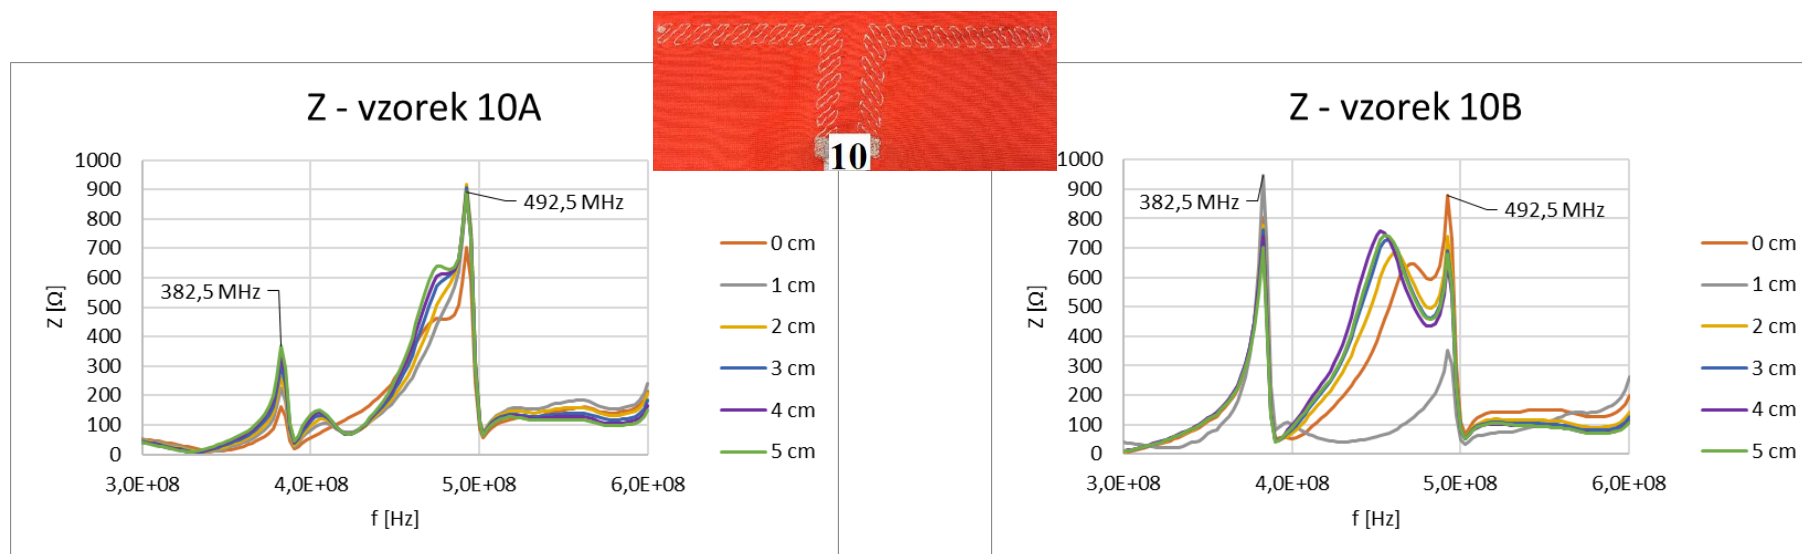 Z - vzorek 10A
1000
900
800
700
600
500
400
300
200
100
0
Z [Ω]
382,5 MHz
492,5 MHz
3,0E+08
4,0E+08
5,0E+08
6,0E+08
f [Hz]
0 cm
1 cm
2 cm
3 cm
4 cm
5 cm
10
Z - vzorek 10B
1000
900
800
700
600
500
400
300
200
100
0
Z [Ω]
382,5 MHz
492,5 MHz
3,0E+08
4,0E+08
5,0E+08
6,0E+08
f [Hz]
0 cm
1 cm
2 cm
3 cm
4 cm
5 cm